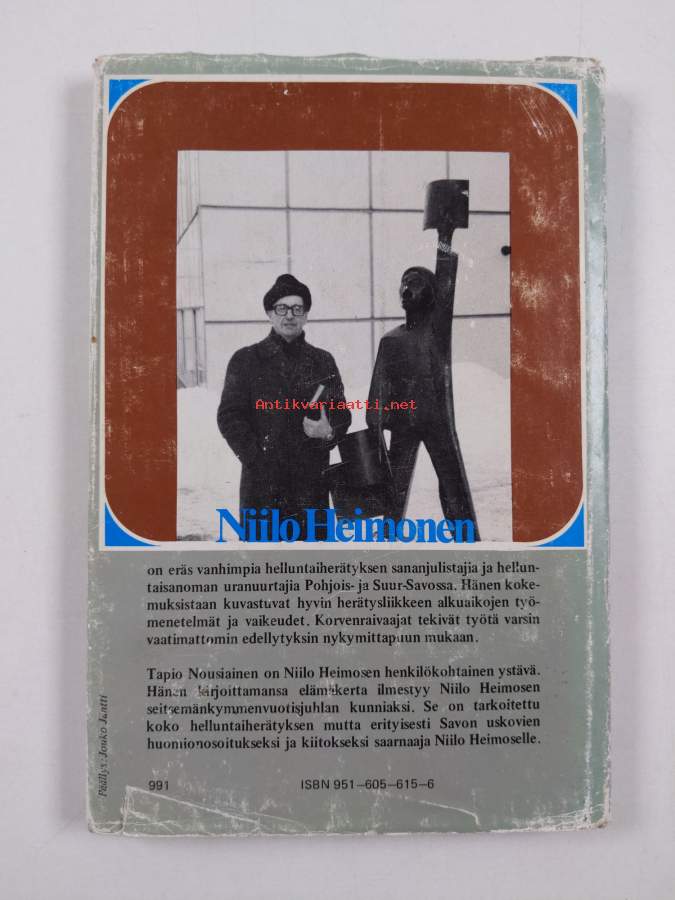 Antikvariaatti.net
Niilo Heimonen
on eräs vanhimpia helluntaiherätyksen sananjulistajia ja hellun-
taisanoman uranuurtajia Pohjois- ja Suur-Savossa. Hänen koke-
muksistaan kuvastuvat hyvin herätysliikkeen alkuaikojen työ-
menetelmät ja vaikeudet. Korvenraivaajat tekivät työtä varsin
vaatimattomin edellytyksin nykymittapuun mukaan.
Tapio Nousiainen on Niilo Heimosen henkilökohtainen ystävä.
Hänen kirjoittamansa elämäkerta ilmestyy Niilo Heimosen
seitsemänkymmenvuotisjuhlan kunniaksi. Se on tarkoitettu
koko helluntaiherätyksen mutta erityisesti Savon uskovien
huomionosoitukseksi ja kiitokseksi saarnaaja Niilo Heimoselle.
Päällys: Jouko Jäntti
991 ISBN 951-605-615-6